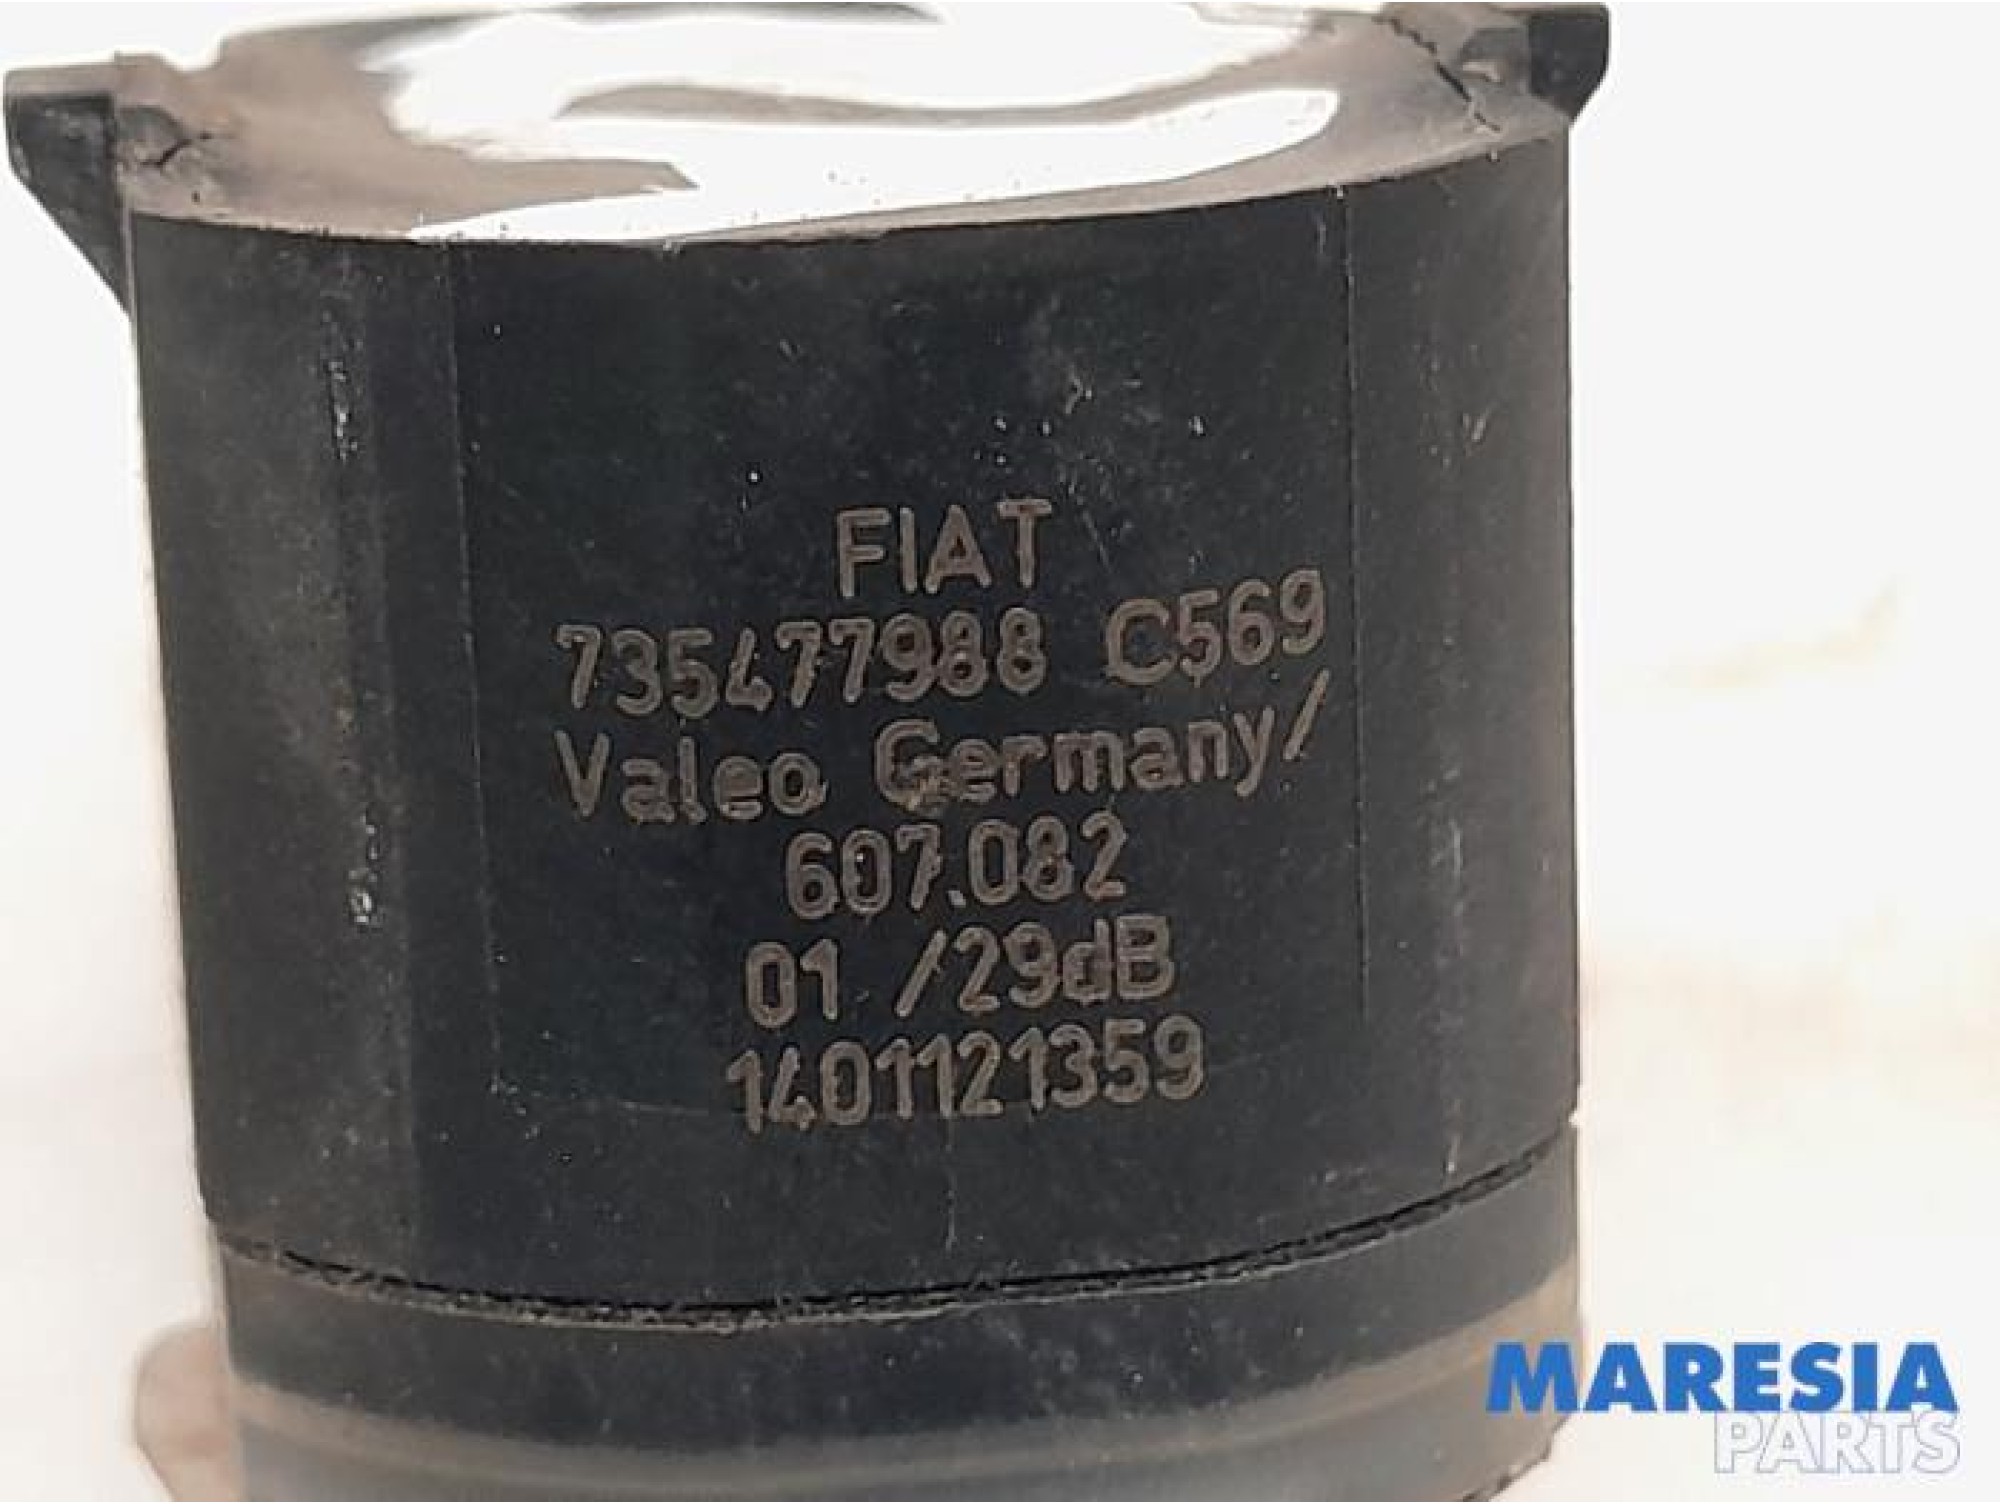 FIAT
735477988 C569
Valeo Germany/
607.082
01 /29dB
1401121359
MARESIA
PARTS